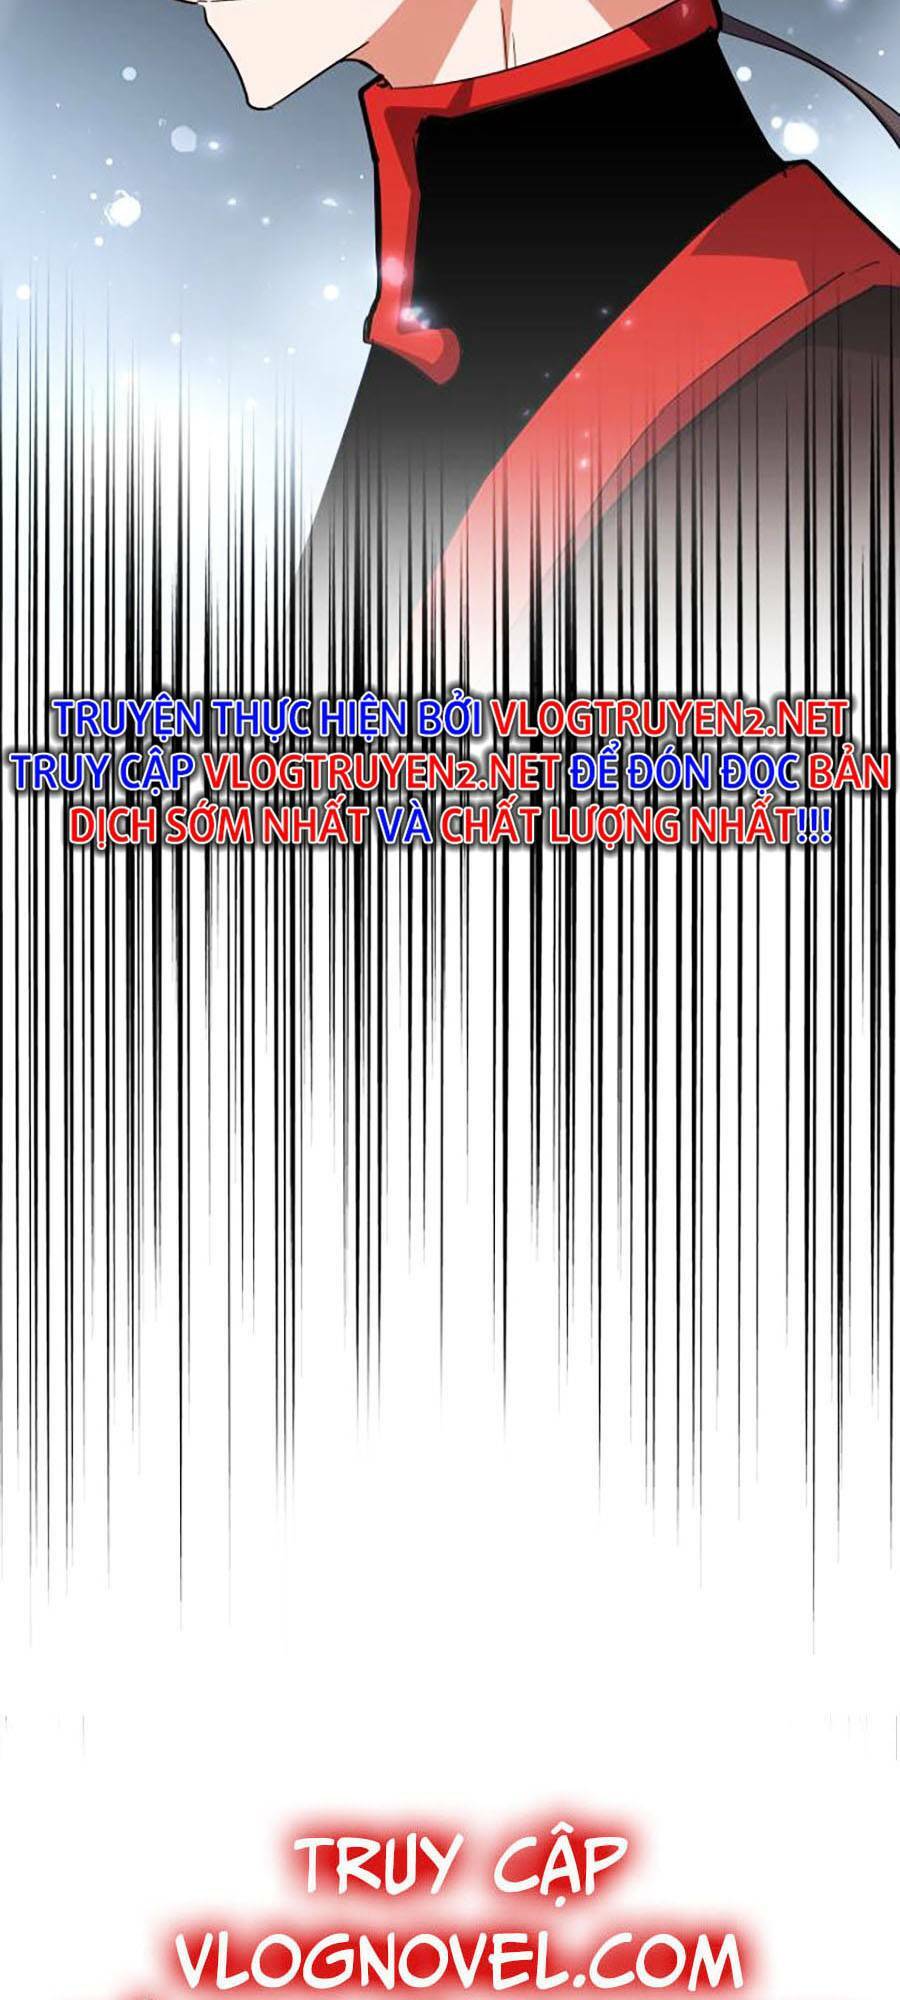 TRUYỆN THỰC HIỆN BỞI VLOGTRUYEN2.NET
TRUY CẬP VLOGTRUYEN2.NET ĐỂ ĐÓN ĐỌC BẢN
DỊCH SỚM NHẤT VÀ CHẤT LƯỢNG NHẤT!!!
TRUY CẬP
VLOGNOVEL.COM